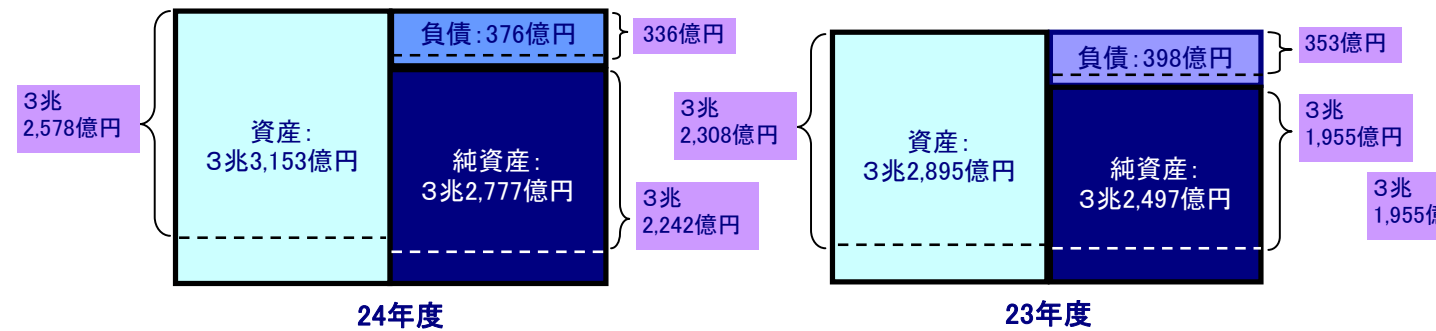 3兆
2,578億円
資産：
３兆3,153億円
負債：376億円
純資産：
３兆2,777億円
336億円
３兆
2,242億円
24年度
３兆
2,308億円
資産：
３兆2,895億円
負債：398億円
純資産：
３兆2,497億円
353億円
３兆
1,955億円
３兆
1,955億
23年度